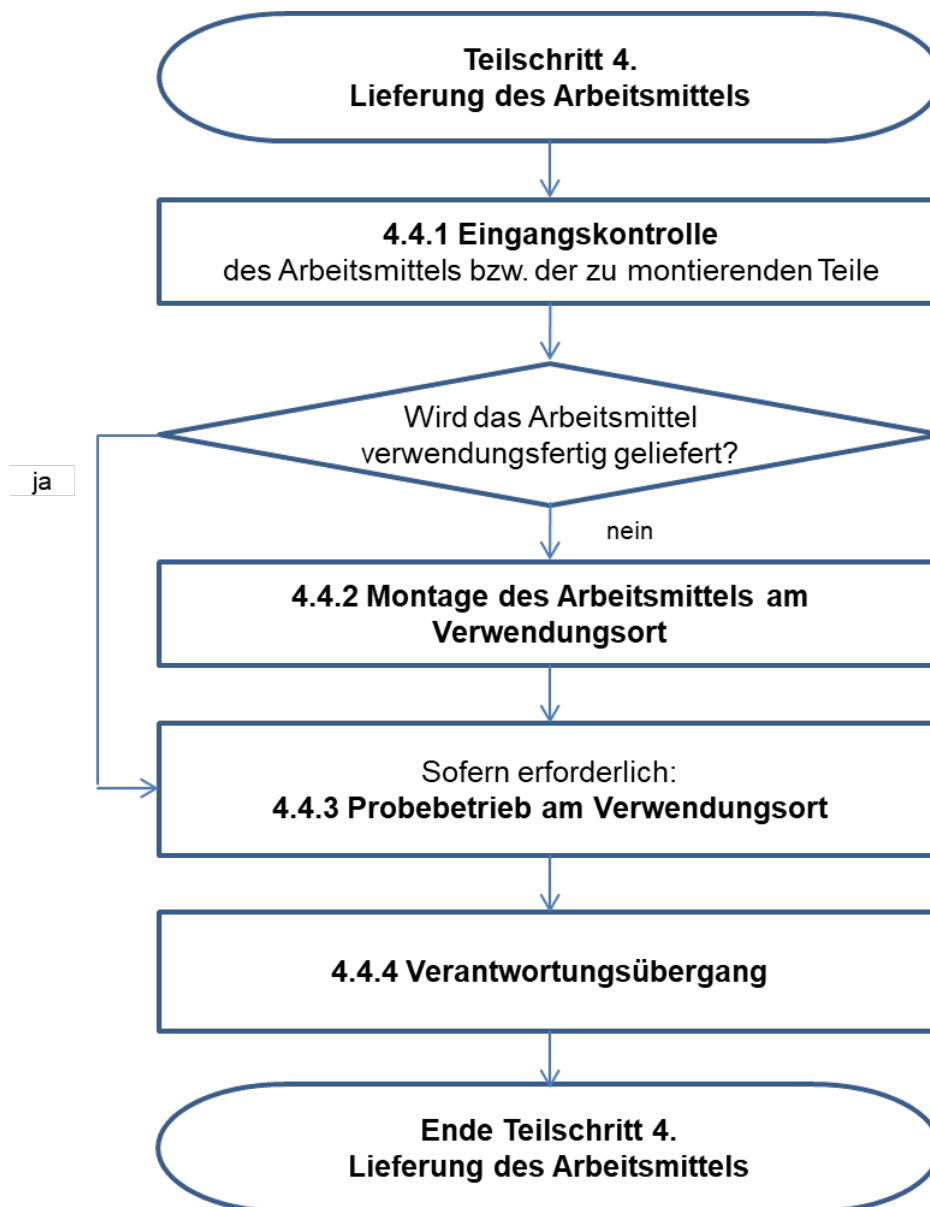 Teilschritt 4.
Lieferung des Arbeitsmittels
4.4.1 Eingangskontrolle
des Arbeitsmittels bzw. der zu montierenden Teile
Wird das Arbeitsmittel
verwendungsfertig geliefert?
ja
nein
4.4.2 Montage des Arbeitsmittels am
Verwendungsort
Sofern erforderlich:
4.4.3 Probebetrieb am Verwendungsort
4.4.4 Verantwortungsübergang
Ende Teilschritt 4.
Lieferung des Arbeitsmittels